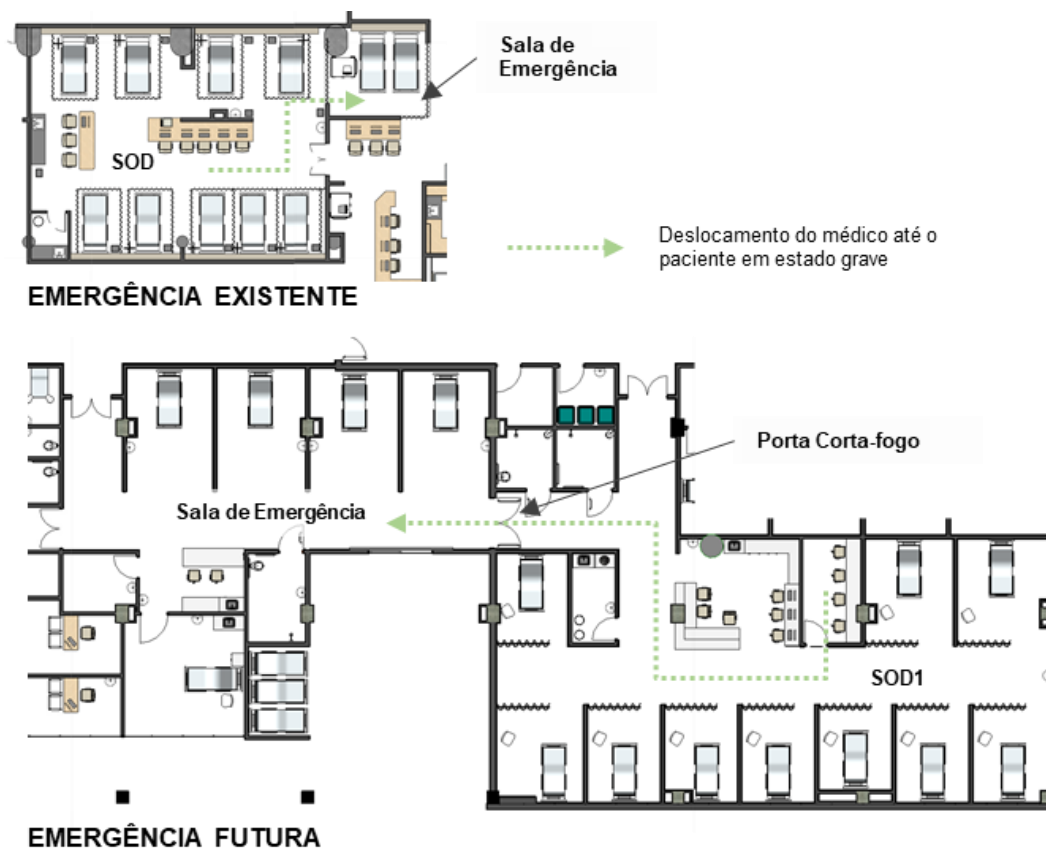 Sala de
Emergência
SOD
Deslocamento do médico até o
paciente em estado grave
EMERGÊNCIA EXISTENTE
Porta Corta-fogo
Sala de Emergência
SOD1
EMERGÊNCIA FUTURA